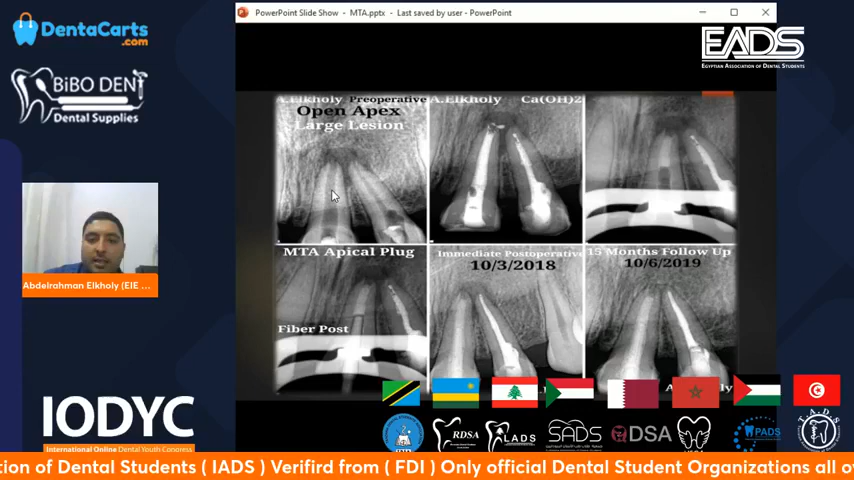 PowerPoint Slide Show - MTA.pptx - Last saved by user - PowerPoint
DentaCarts
.com
BiBO DENT
Dental Supplies
EADS
EGYPTIAN ASSOCIATION OF DENTAL STUDENTS
A.Elkholy Preoperative
Open Apex
Large Lesion
A.Elkholy Ca(OH)2
MTA Apical Plug
Fiber Post
Immediate Postoperative
10/3/2018
15 Months Follow Up
10/6/2019
Abdelrahman Elkholy (EIE ...
IODYC
International Online Dental Youth Congress
RDSA
LADS
SADS
QDSA
PADS
TADS
tion of Dental Students ( IADS ) Verifird from ( FDI ) Only official Dental Student Organizations all ov